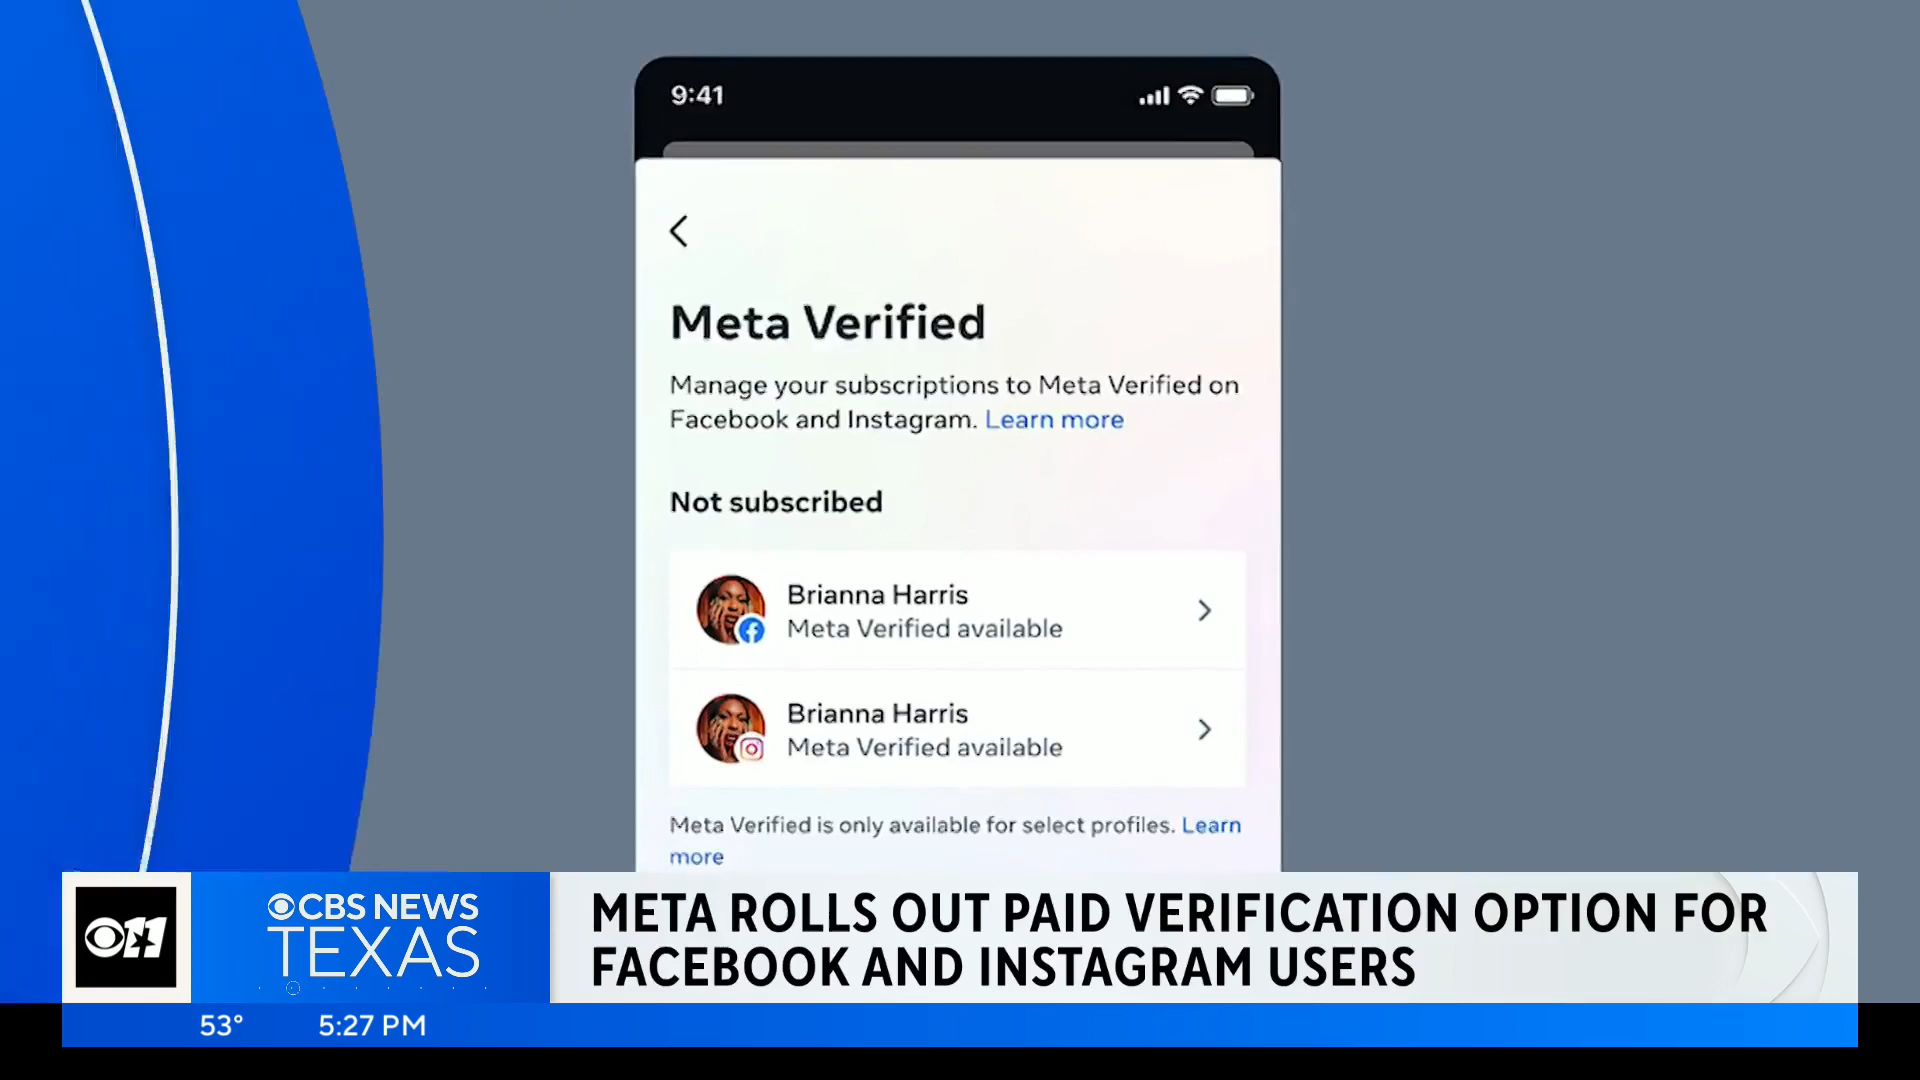 9:41
Meta Verified
Manage your subscriptions to Meta Verified on
Facebook and Instagram. Learn more
Not subscribed
Brianna Harris
Meta Verified available
Brianna Harris
Meta Verified available
Meta Verified is only available for select profiles. Learn
more
11
CBS NEWS
TEXAS
META ROLLS OUT PAID VERIFICATION OPTION FOR
FACEBOOK AND INSTAGRAM USERS
53° 5:27 PM